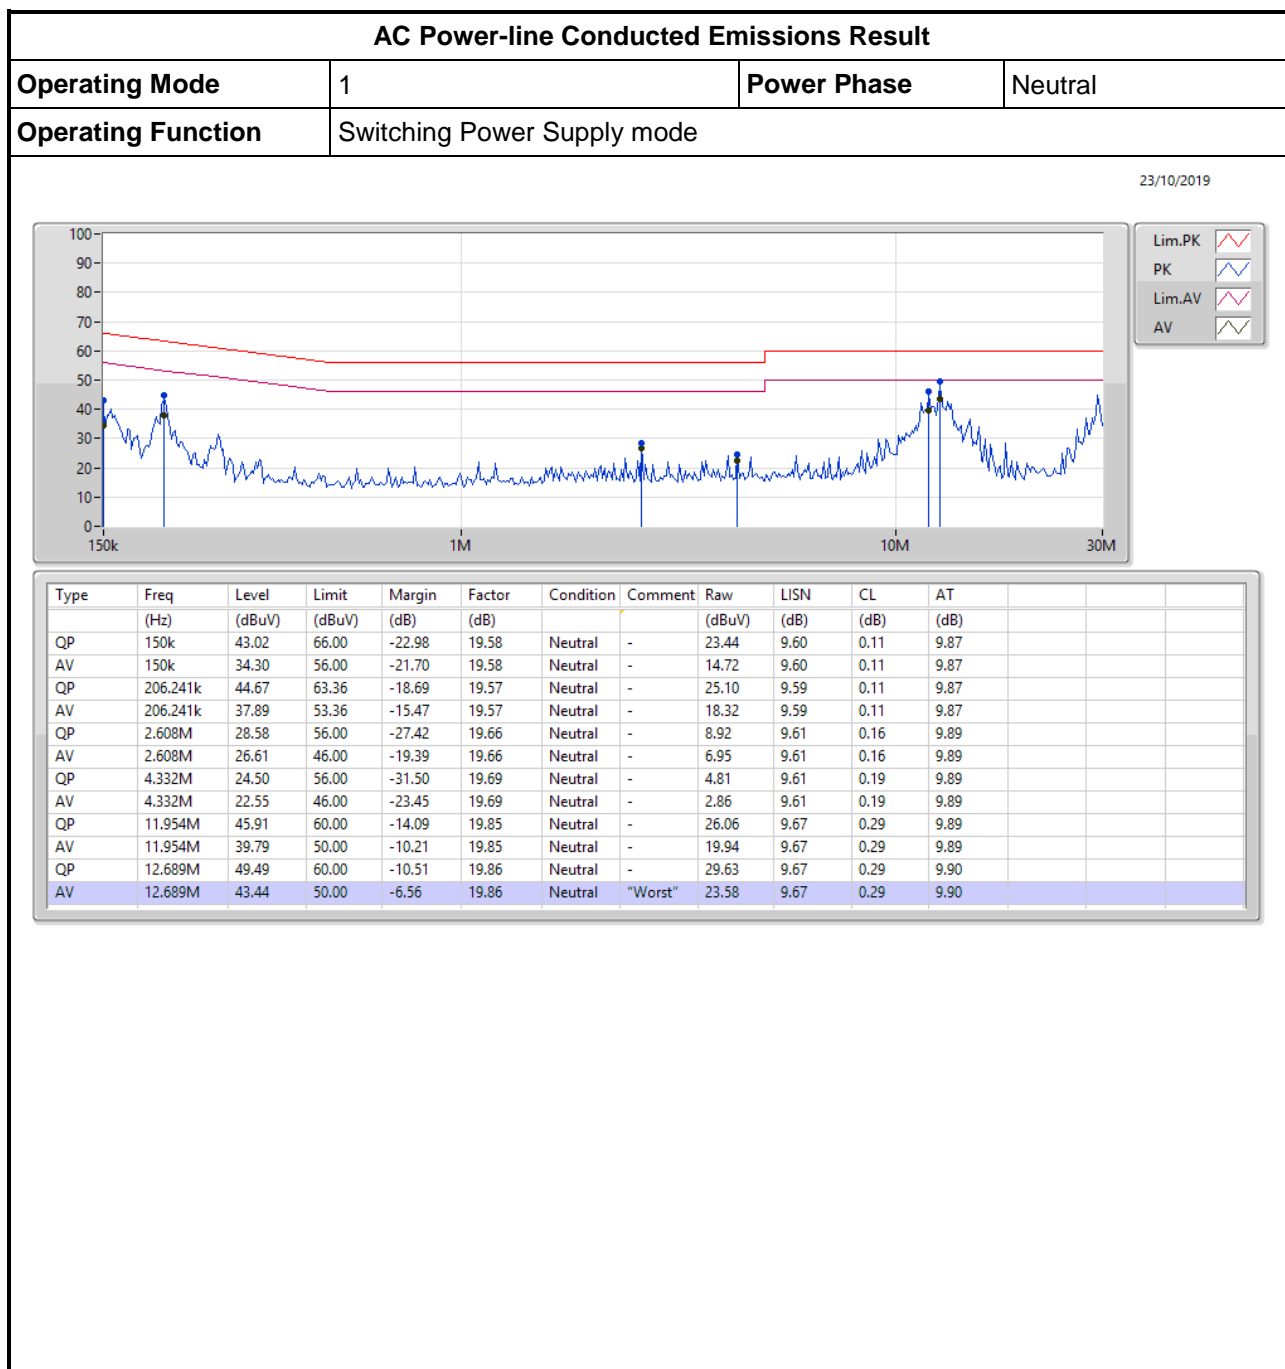 AC Power-line Conducted Emissions Result
Operating Mode 1 Power Phase Neutral
Operating Function Switching Power Supply mode
23/10/2019
100
90
80
70
60
50
40
30
20
10
0
150k 1M 10M 30M
Lim.PK
PK
Lim.AV
AV
Type Freq Level Limit Margin Factor Condition Comment Raw LISN CL AT
(Hz) (dBuV) (dBuV) (dB) (dB) (dBuV) (dB) (dB) (dB)
QP 150k 43.02 66.00 -22.98 19.58 Neutral - 23.44 9.60 0.11 9.87
AV 150k 34.30 56.00 -21.70 19.58 Neutral - 14.72 9.60 0.11 9.87
QP 206.241k 44.67 63.36 -18.69 19.57 Neutral - 25.10 9.59 0.11 9.87
AV 206.241k 37.89 53.36 -15.47 19.57 Neutral - 18.32 9.59 0.11 9.87
QP 2.608M 28.58 56.00 -27.42 19.66 Neutral - 8.92 9.61 0.16 9.89
AV 2.608M 26.61 46.00 -19.39 19.66 Neutral - 6.95 9.61 0.16 9.89
QP 4.332M 24.50 56.00 -31.50 19.69 Neutral - 4.81 9.61 0.19 9.89
AV 4.332M 22.55 46.00 -23.45 19.69 Neutral - 2.86 9.61 0.19 9.89
QP 11.954M 45.91 60.00 -14.09 19.85 Neutral - 26.06 9.67 0.29 9.89
AV 11.954M 39.79 50.00 -10.21 19.85 Neutral - 19.94 9.67 0.29 9.89
QP 12.689M 49.49 60.00 -10.51 19.86 Neutral - 29.63 9.67 0.29 9.90
AV 12.689M 43.44 50.00 -6.56 19.86 Neutral "Worst" 23.58 9.67 0.29 9.90